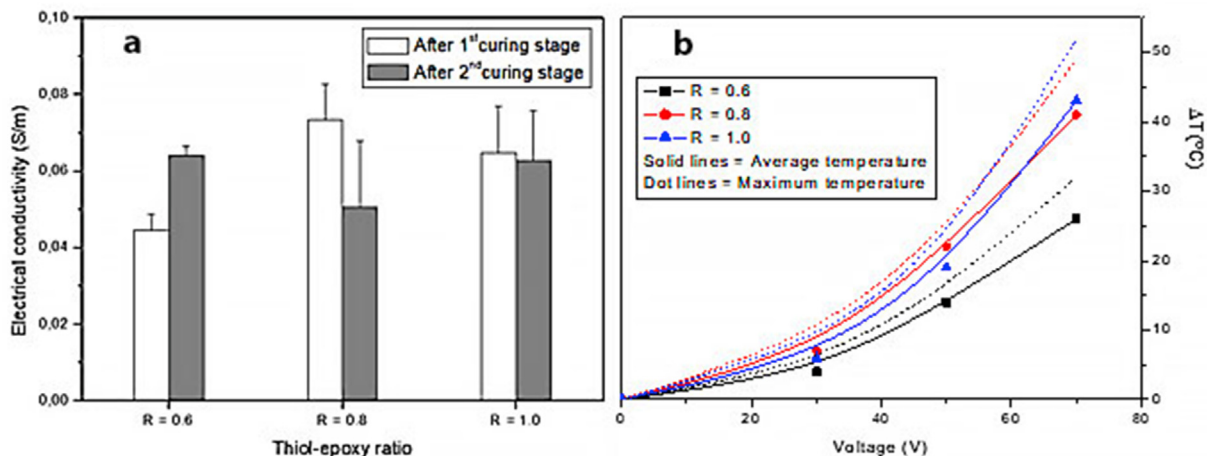 a
After 1st curing stage
After 2nd curing stage
Electrical conductivity (S/m)
0,10
0,08
0,06
0,04
0,02
0,00
R = 0.6
R = 0.8
R = 1.0
Thiol-epoxy ratio
b
R = 0.6
R = 0.8
R = 1.0
Solid lines = Average temperature
Dot lines = Maximum temperature
50
40
30
20
10
0
ΔT(°C)
0
20
40
60
80
Voltage (V)